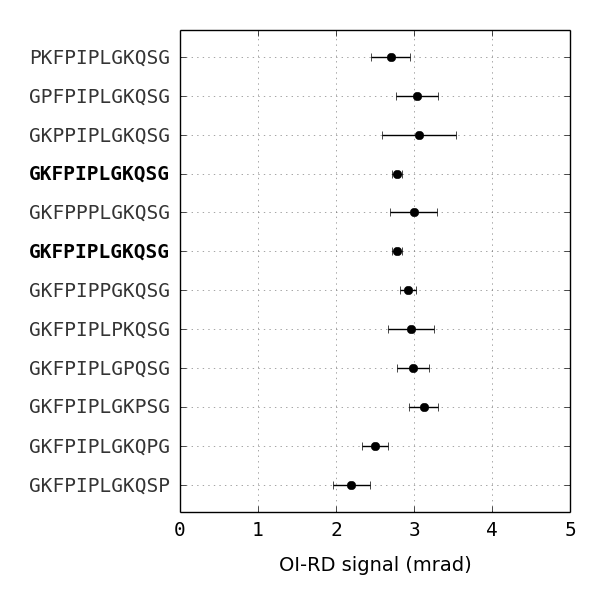 PKFPIPLGKQSG
GPFPIPLGKQSG
GKPPIPLGKQSG
GKFPIPLGKQSG
GKFPPPLGKQSG
GKFPIPLGKQSG
GKFPIPPGKQSG
GKFPIPLPKQSG
GKFPIPLGPQSG
GKFPIPLGKPSG
GKFPIPLGKQPG
GKFPIPLGKQSP
0 1 2 3 4 5
OI-RD signal (mrad)